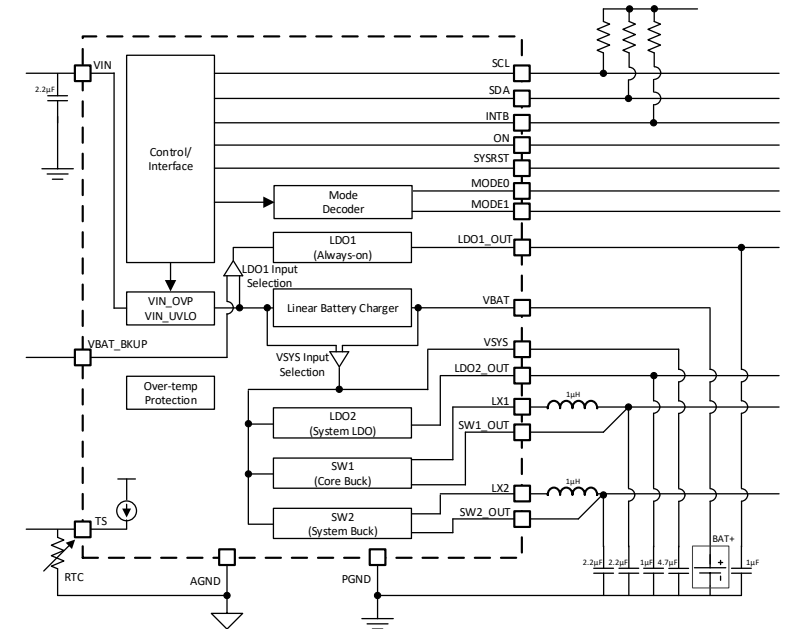 SCL
VIN
SDA
2.2µF
INTB
ON
Control/
Interface
SYSRST
MODE0
Mode
Decoder
MODE1
LDO1_OUT
LDO1
(Always-on)
LDO1 Input
Selection
VIN_OVP
VIN_UVLO
Linear Battery Charger
VBAT
VBAT_BKUP
VSYS
VSYS Input
Selection
LDO2_OUT
Over-temp
Protection
LX1
1µH
LDO2
(System LDO)
SW1_OUT
SW1
(Core Buck)
LX2
1µH
SW2
(System Buck)
SW2_OUT
TS
BAT+
2.2µF
2.2µF
1µF
4.7µF
+
-
1µF
RTC
AGND
PGND